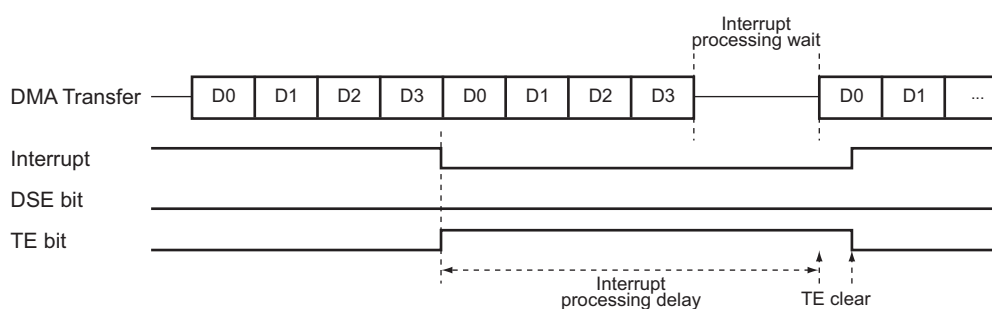 Interrupt
processing wait
DMA Transfer D0 D1 D2 D3 D0 D1 D2 D3 D0 D1 ...
Interrupt
DSE bit
TE bit
Interrupt
processing delay
TE clear